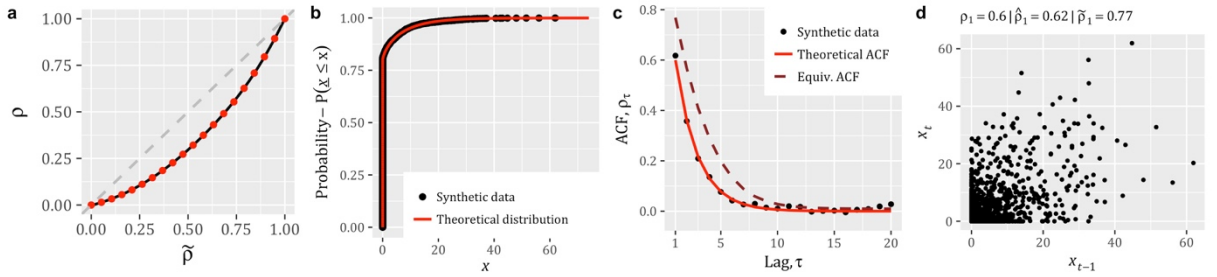 a
ρ
1.00
0.75
0.50
0.25
0.00
0.00 0.25 0.50 0.75 1.00
ρ̃
b
Probability – P(x ≤ x)
1.00
0.75
0.50
0.25
0.00
Synthetic data
Theoretical distribution
0 20 40 60
x
c
ACF, ρτ
0.8
0.6
0.4
0.2
0.0
Synthetic data
Theoretical ACF
Equiv. ACF
1 5 10 15 20
Lag, τ
d
ρ₁ = 0.6 | ρ̂₁ = 0.62 | ρ̃₁ = 0.77
xₜ
60
40
20
0
0 20 40 60
xₜ₋₁